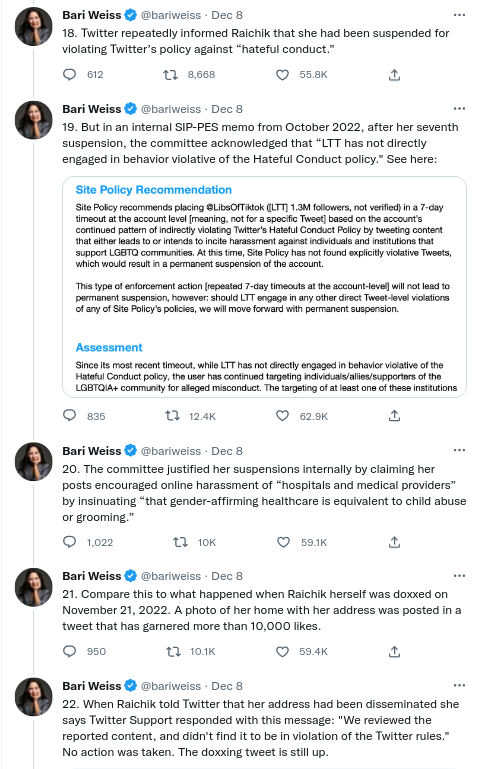 Bari Weiss @bariweiss · Dec 8
18. Twitter repeatedly informed Raichik that she had been suspended for
violating Twitter's policy against “hateful conduct.”
612 8,668 55.8K
Bari Weiss @bariweiss · Dec 8
19. But in an internal SIP-PES memo from October 2022, after her seventh
suspension, the committee acknowledged that “LTT has not directly
engaged in behavior violative of the Hateful Conduct policy." See here:
Site Policy Recommendation
Site Policy recommends placing @LibsOfTiktok ([LTT] 1.3M followers, not verified) in a 7-day
timeout at the account level [meaning, not for a specific Tweet] based on the account's
continued pattern of indirectly violating Twitter's Hateful Conduct Policy by tweeting content
that either leads to or intends to incite harassment against individuals and institutions that
support LGBTQ communities. At this time, Site Policy has not found explicitly violative Tweets,
which would result in a permanent suspension of the account.
This type of enforcement action [repeated 7-day timeouts at the account-level] will not lead to
permanent suspension, however: should LTT engage in any other direct Tweet-level violations
of any of Site Policy's policies, we will move forward with permanent suspension.
Assessment
Since its most recent timeout, while LTT has not directly engaged in behavior violative of the
Hateful Conduct policy, the user has continued targeting individuals/allies/supporters of the
LGBTQIA+ community for alleged misconduct. The targeting of at least one of these institutions
835 12.4K 62.9K
Bari Weiss @bariweiss · Dec 8
20. The committee justified her suspensions internally by claiming her
posts encouraged online harassment of “hospitals and medical providers”
by insinuating “that gender-affirming healthcare is equivalent to child abuse
or grooming.”
1,022 10K 59.1K
Bari Weiss @bariweiss · Dec 8
21. Compare this to what happened when Raichik herself was doxxed on
November 21, 2022. A photo of her home with her address was posted in a
tweet that has garnered more than 10,000 likes.
950 10.1K 59.4K
Bari Weiss @bariweiss · Dec 8
22. When Raichik told Twitter that her address had been disseminated she
says Twitter Support responded with this message: "We reviewed the
reported content, and didn't find it to be in violation of the Twitter rules."
No action was taken. The doxxing tweet is still up.